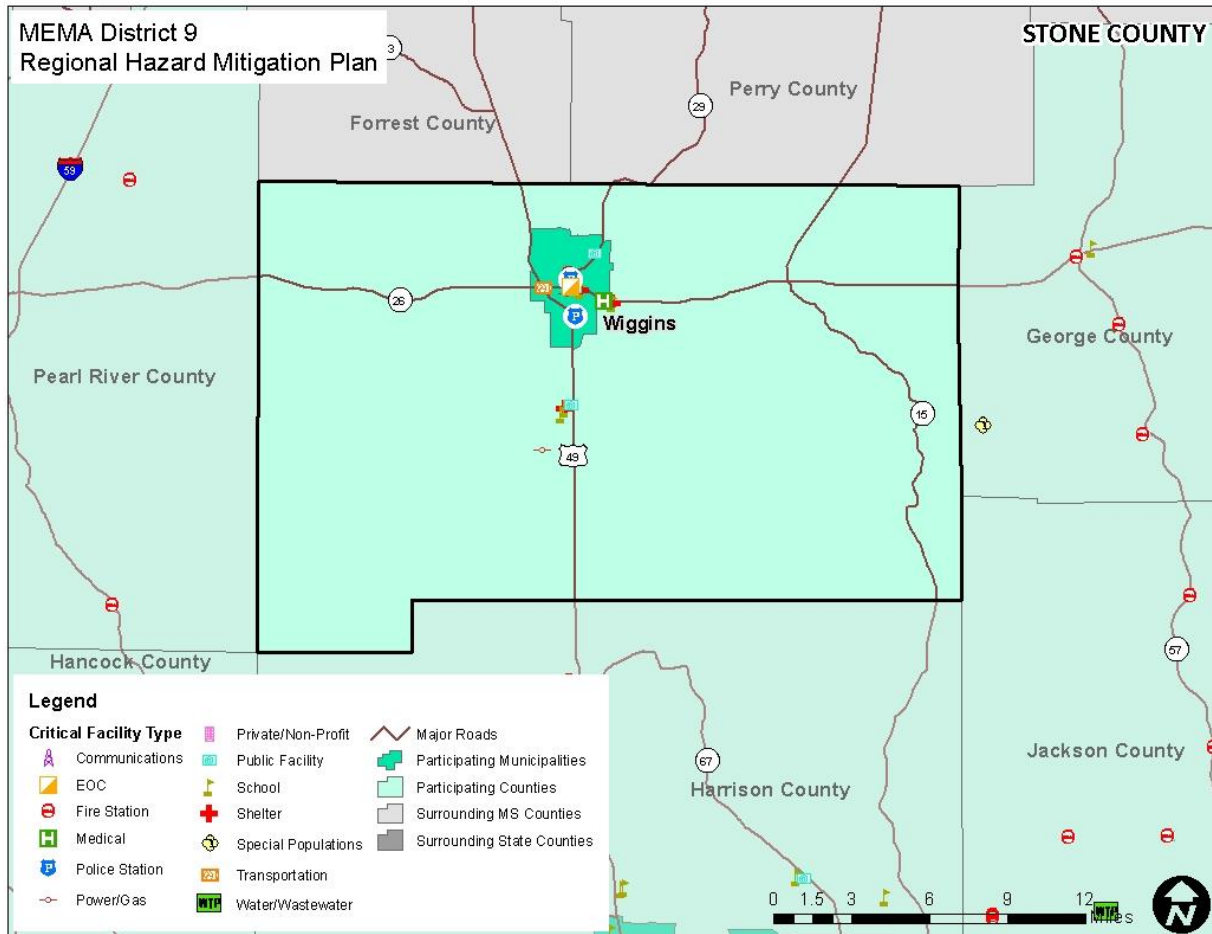 MEMA District 9
Regional Hazard Mitigation Plan
STONE COUNTY
3
29
Perry County
Forrest County
59
26
Wiggins
P
H
George County
Pearl River County
15
49
Hancock County
57
67
Harrison County
Jackson County
Legend
Critical Facility Type
Communications
EOC
Fire Station
H Medical
P Police Station
Power/Gas
Private/Non-Profit
Public Facility
School
Shelter
Special Populations
Transportation
WTP Water/Wastewater
Major Roads
Participating Municipalities
Participating Counties
Surrounding MS Counties
Surrounding State Counties
0 1.5 3 6 9 12
Miles
WTP
N